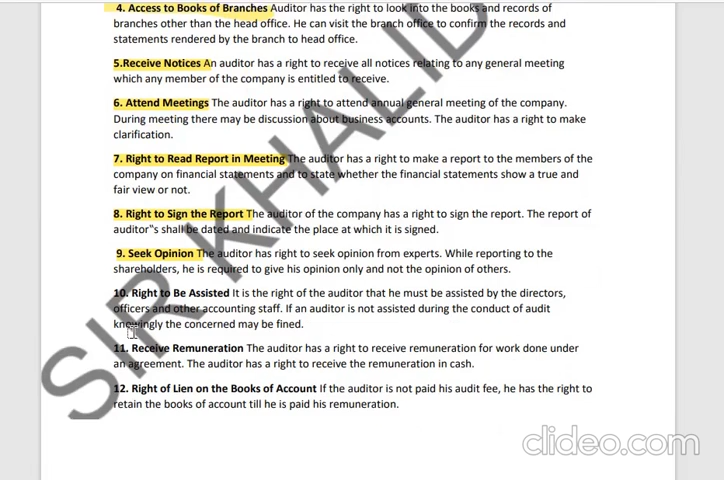 4. Access to Books of Branches Auditor has the right to look into the books and records of
branches other than the head office. He can visit the branch office to confirm the records and
statements rendered by the branch to head office.
5.Receive Notices An auditor has a right to receive all notices relating to any general meeting
which any member of the company is entitled to receive.
6. Attend Meetings The auditor has a right to attend annual general meeting of the company.
During meeting there may be discussion about business accounts. The auditor has a right to make
clarification.
7. Right to Read Report in Meeting The auditor has a right to make a report to the members of the
company on financial statements and to state whether the financial statements show a true and
fair view or not.
8. Right to Sign the Report The auditor of the company has a right to sign the report. The report of
auditor"s shall be dated and indicate the place at which it is signed.
9. Seek Opinion The auditor has right to seek opinion from experts. While reporting to the
shareholders, he is required to give his opinion only and not the opinion of others.
10. Right to Be Assisted It is the right of the auditor that he must be assisted by the directors,
officers and other accounting staff. If an auditor is not assisted during the conduct of audit
knowingly the concerned may be fined.
11. Receive Remuneration The auditor has a right to receive remuneration for work done under
an agreement. The auditor has a right to receive the remuneration in cash.
12. Right of Lien on the Books of Account If the auditor is not paid his audit fee, he has the right to
retain the books of account till he is paid his remuneration.
SIR KHALID
clideo.com